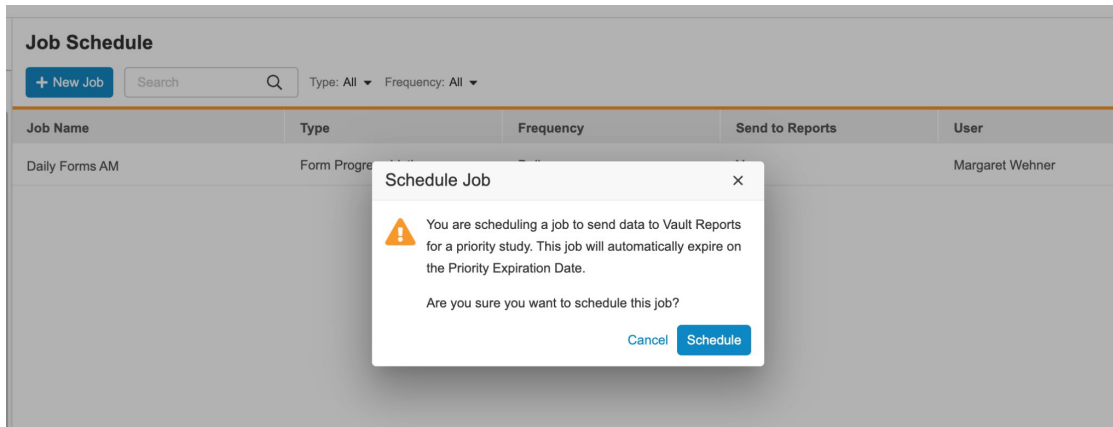 Job Schedule
+ New Job Search Type: All Frequency: All
Job Name Type Frequency Send to Reports User
Daily Forms AM Form Margaret Wehner
Schedule Job
You are scheduling a job to send data to Vault Reports
for a priority study. This job will automatically expire on
the Priority Expiration Date.
Are you sure you want to schedule this job?
Cancel Schedule